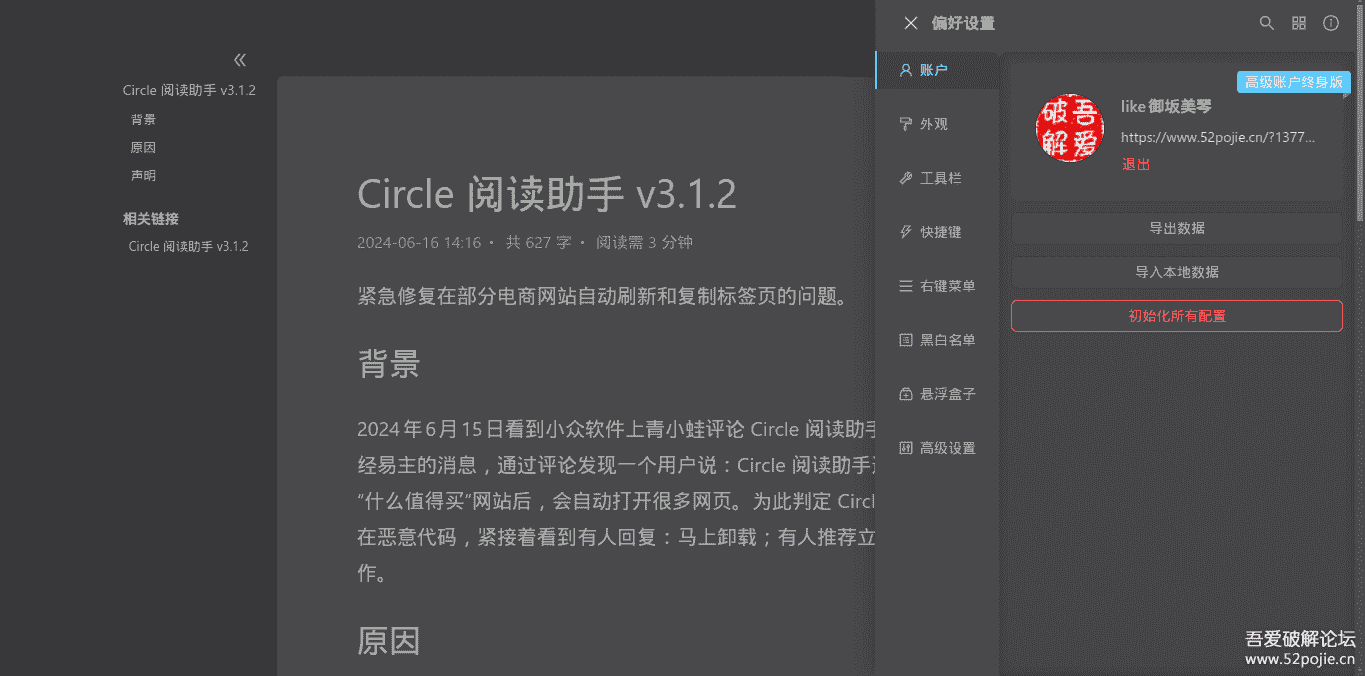 Circle 阅读助手 v3.1.2
背景
原因
声明
相关链接
Circle 阅读助手 v3.1.2
Circle 阅读助手 v3.1.2
2024-06-16 14:16 · 共 627 字 · 阅读需 3 分钟
紧急修复在部分电商网站自动刷新和复制标签页的问题。
背景
2024 年 6 月 15 日看到小众软件上青小蛙评论 Circle 阅读助手
经易主的消息，通过评论发现一个用户说：Circle 阅读助手
“什么值得买”网站后，会自动打开很多网页。为此判定 Circl
在恶意代码，紧接着看到有人回复：马上卸载；有人推荐立
作。
原因
偏好设置
账户
外观
工具栏
快捷键
右键菜单
黑白名单
悬浮盒子
高级设置
高级账户终身版
破吾
解爱
like 御坂美琴
https://www.52pojie.cn/?1377...
退出
导出数据
导入本地数据
初始化所有配置
吾爱破解论坛
www.52pojie.cn